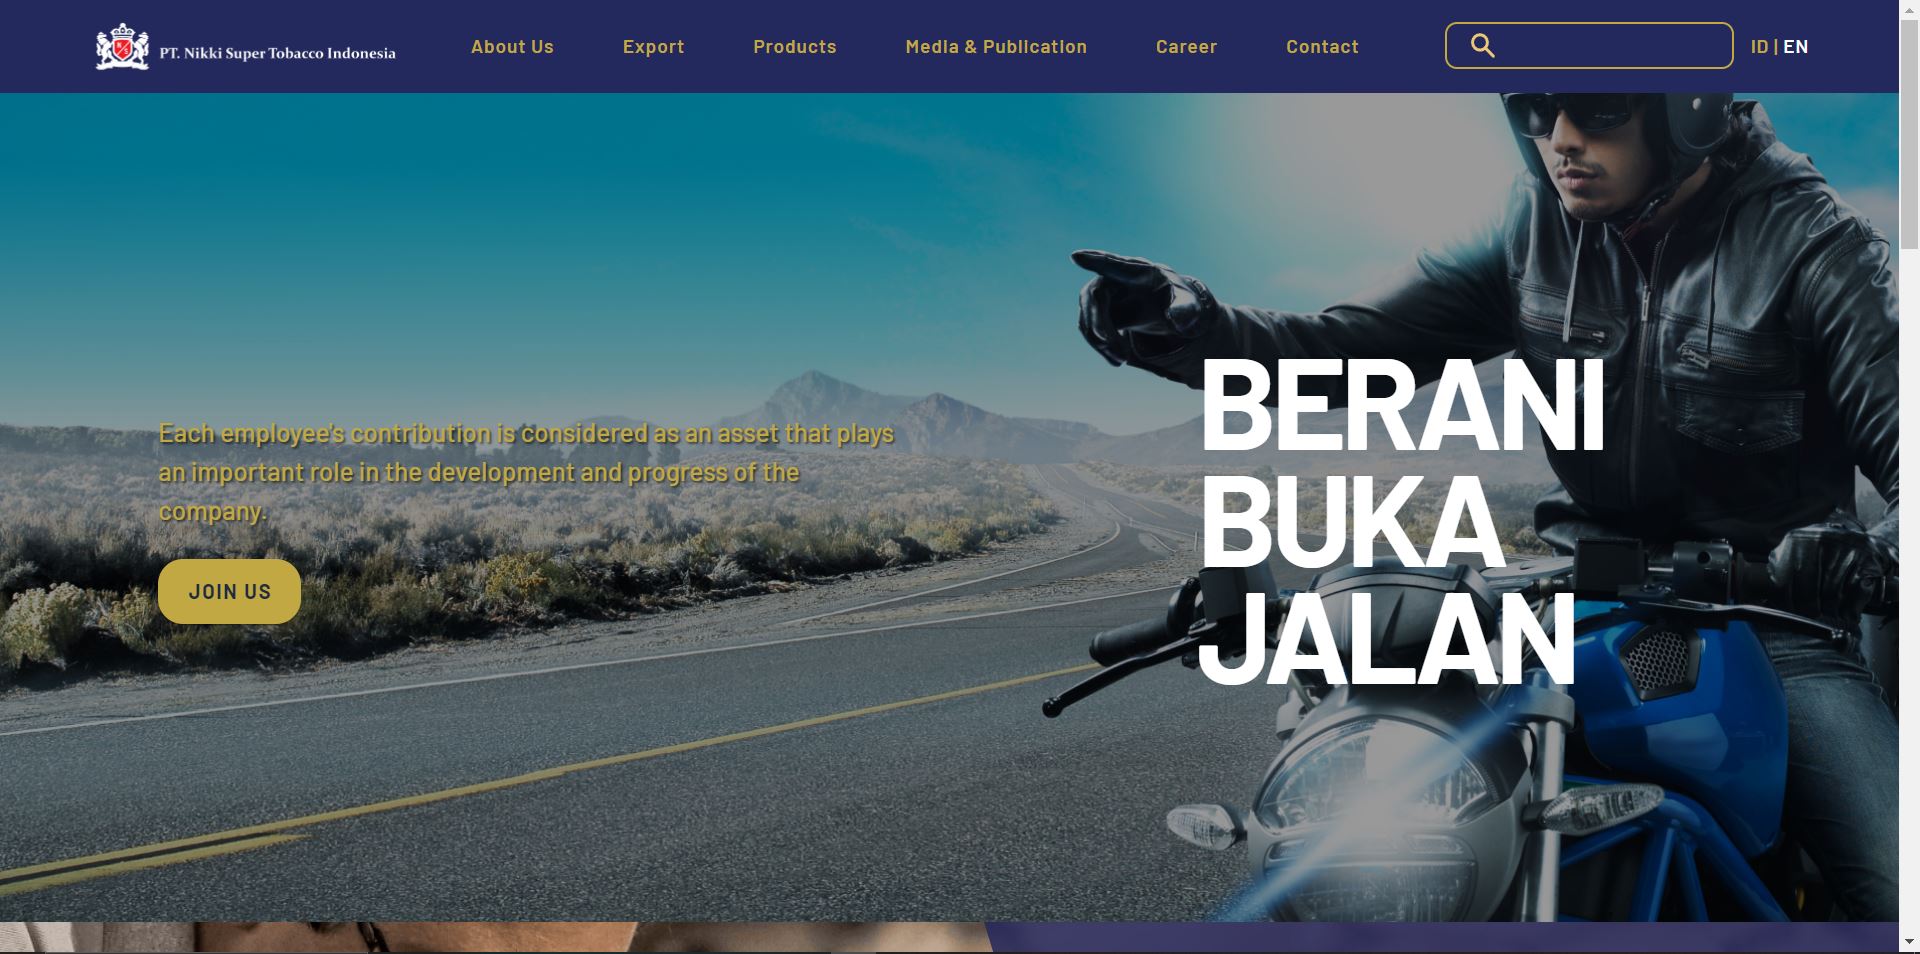 PT. Nikki Super Tobacco Indonesia
About Us
Export
Products
Media & Publication
Career
Contact
ID | EN
Each employee's contribution is considered as an asset that plays
an important role in the development and progress of the
company.
JOIN US
BERANI
BUKA
JALAN